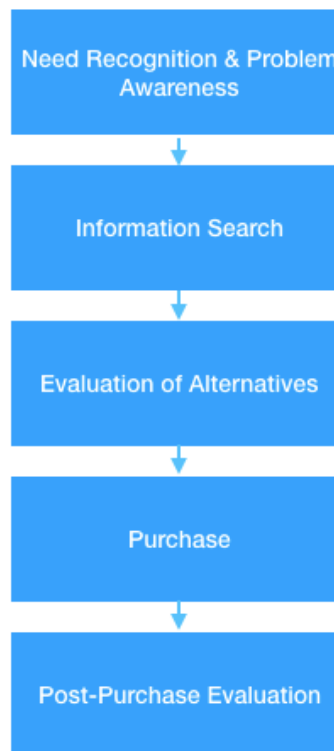 Need Recognition & Problem
Awareness
Information Search
Evaluation of Alternatives
Purchase
Post-Purchase Evaluation